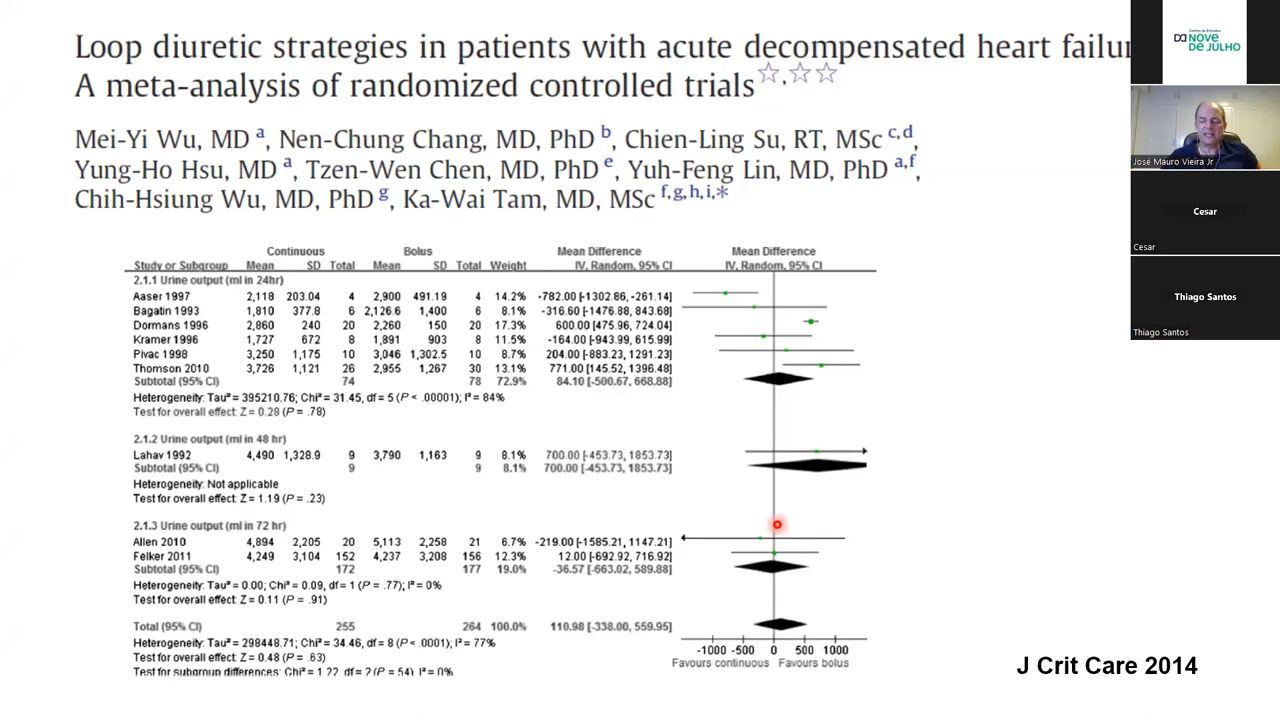 Loop diuretic strategies in patients with acute decompensated heart failur
A meta-analysis of randomized controlled trials☆,☆☆
Mei-Yi Wu, MD a, Nen-Chung Chang, MD, PhD b, Chien-Ling Su, RT, MSc c,d,
Yung-Ho Hsu, MD a, Tzen-Wen Chen, MD, PhD e, Yuh-Feng Lin, MD, PhD a,f,
Chih-Hsiung Wu, MD, PhD g, Ka-Wai Tam, MD, MSc f,g,h,i,*
Continuous Bolus Mean Difference Mean Difference
Study or Subgroup Mean SD Total Mean SD Total Weight IV, Random, 95% CI IV, Random, 95% CI
2.1.1 Urine output (ml in 24hr)
Aaser 1997 2,118 203.04 4 2,900 491.19 4 14.2% -782.00 [-1302.86, -261.14]
Bagatin 1993 1,810 377.8 6 2,126.6 1,400 6 8.1% -316.60 [-1476.88, 843.68]
Dormans 1996 2,860 240 20 2,260 150 20 17.3% 600.00 [475.96, 724.04]
Kramer 1996 1,727 672 8 1,891 903 8 11.5% -164.00 [-943.99, 615.99]
Pivac 1998 3,250 1,175 10 3,046 1,302.5 10 8.7% 204.00 [-883.23, 1291.23]
Thomson 2010 3,726 1,121 26 2,955 1,267 30 13.1% 771.00 [145.52, 1396.48]
Subtotal (95% CI) 74 78 72.9% 84.10 [-500.67, 668.88]
Heterogeneity: Tau² = 395210.76; Chi² = 31.45, df = 5 (P < .00001); I² = 84%
Test for overall effect: Z = 0.28 (P = .78)
2.1.2 Urine output (ml in 48 hr)
Lahav 1992 4,490 1,328.9 9 3,790 1,163 9 8.1% 700.00 [-453.73, 1853.73]
Subtotal (95% CI) 9 9 8.1% 700.00 [-453.73, 1853.73]
Heterogeneity: Not applicable
Test for overall effect: Z = 1.19 (P = .23)
2.1.3 Urine output (ml in 72 hr)
Allen 2010 4,894 2,205 20 5,113 2,258 21 6.7% -219.00 [-1585.21, 1147.21]
Felker 2011 4,249 3,104 152 4,237 3,208 156 12.3% 12.00 [-692.92, 716.92]
Subtotal (95% CI) 172 177 19.0% -36.57 [-663.02, 589.88]
Heterogeneity: Tau² = 0.00; Chi² = 0.09, df = 1 (P = .77); I² = 0%
Test for overall effect: Z = 0.11 (P = .91)
Total (95% CI) 255 264 100.0% 110.98 [-338.00, 559.95]
Heterogeneity: Tau² = 298448.71; Chi² = 34.46, df = 8 (P < .0001); I² = 77%
Test for overall effect: Z = 0.48 (P = .63)
Test for subgroup differences: Chi² = 1.22, df = 2 (P = .54), I² = 0%
-1000 -500 0 500 1000
Favours continuous Favours bolus
J Crit Care 2014
NOVE
DE JULHO
José Mauro Vieira Jr
Cesar
Cesar
Thiago Santos
Thiago Santos